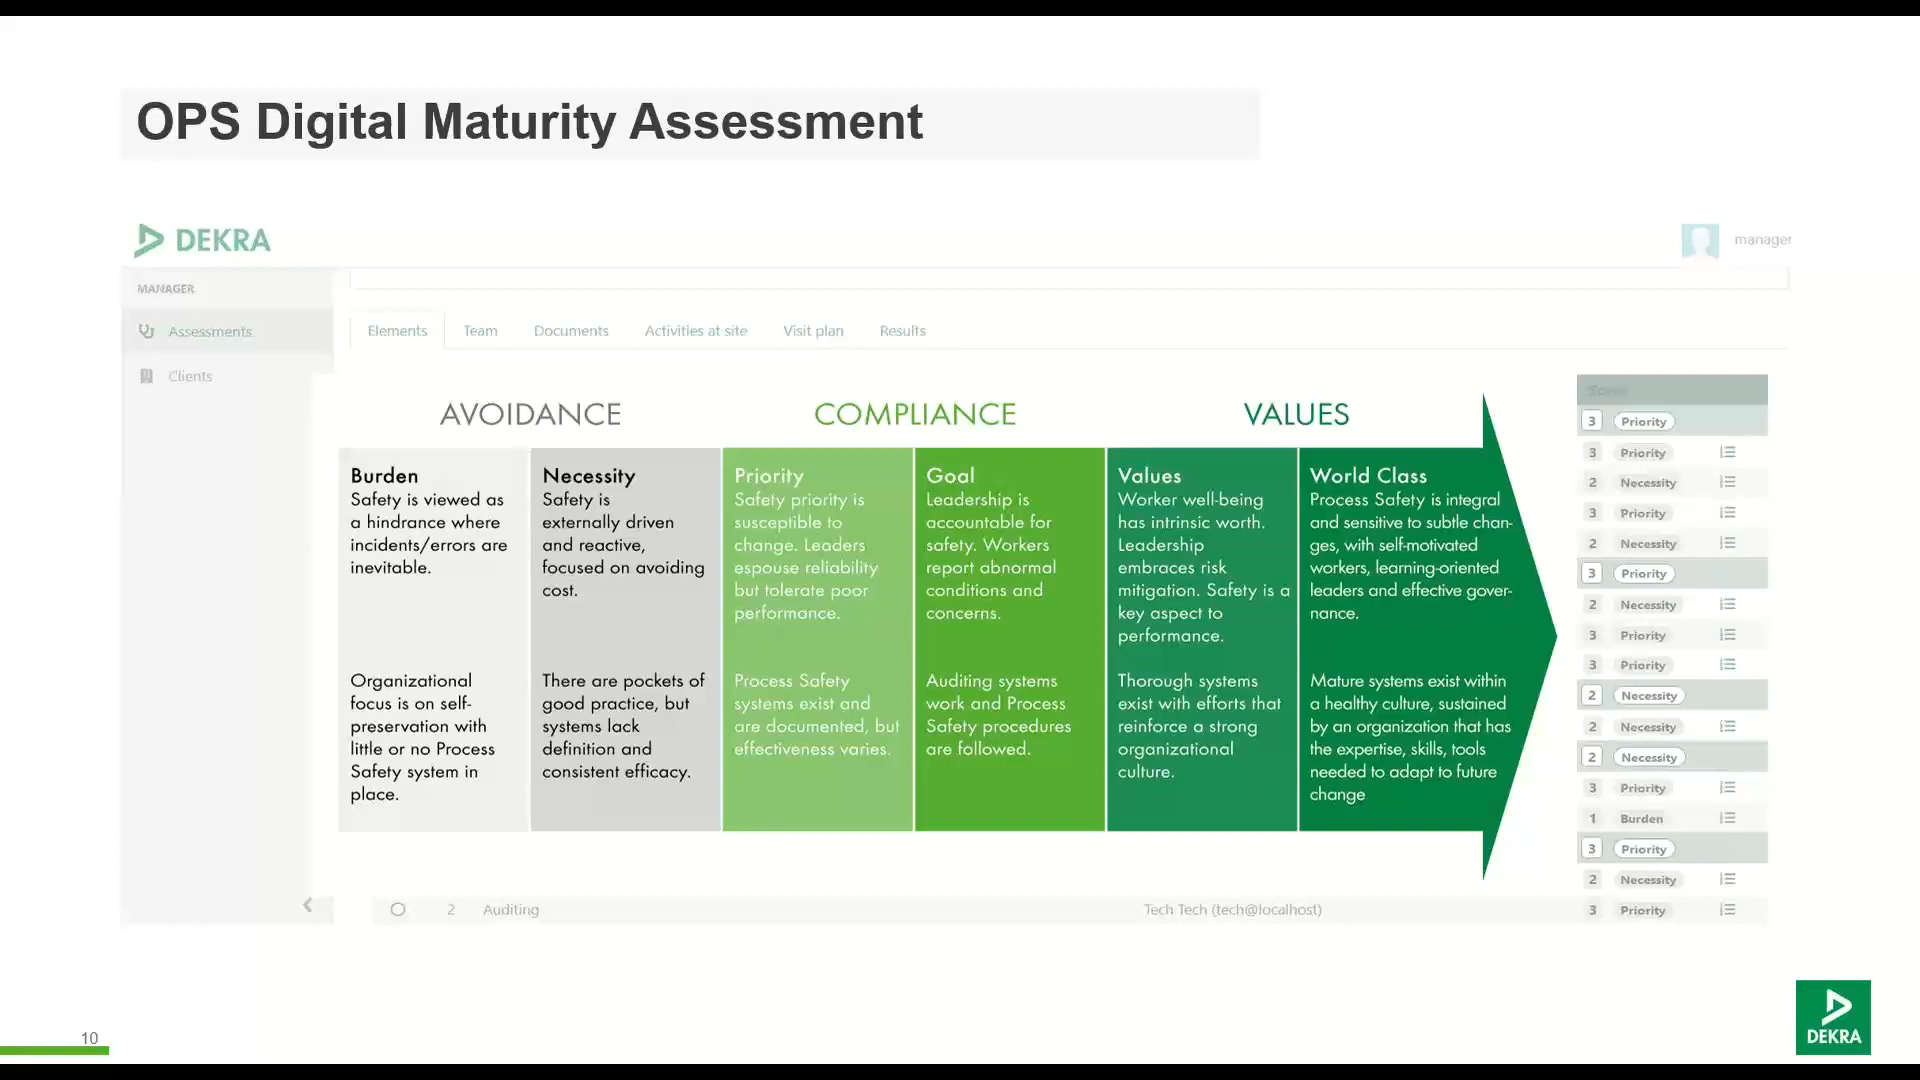 OPS Digital Maturity Assessment
DEKRA
manager
MANAGER
Assessments
Clients
Elements Team Documents Activities at site Visit plan Results
AVOIDANCE
COMPLIANCE
VALUES
Burden
Safety is viewed as
a hindrance where
incidents/errors are
inevitable.
Organizational
focus is on self-
preservation with
little or no Process
Safety system in
place.
Necessity
Safety is
externally driven
and reactive,
focused on avoiding
cost.
There are pockets of
good practice, but
systems lack
definition and
consistent efficacy.
Priority
Safety priority is
susceptible to
change. Leaders
espouse reliability
but tolerate poor
performance.
Process Safety
systems exist and
are documented, but
effectiveness varies.
Goal
Leadership is
accountable for
safety. Workers
report abnormal
conditions and
concerns.
Auditing systems
work and Process
Safety procedures
are followed.
Values
Worker well-being
has intrinsic worth.
Leadership
embraces risk
mitigation. Safety is a
key aspect to
performance.
Thorough systems
exist with efforts that
reinforce a strong
organizational
culture.
World Class
Process Safety is integral
and sensitive to subtle chan-
ges, with self-motivated
workers, learning-oriented
leaders and effective gover-
nance.
Mature systems exist within
a healthy culture, sustained
by an organization that has
the expertise, skills, tools
needed to adapt to future
change
Score
3 Priority
3 Priority
2 Necessity
3 Priority
2 Necessity
3 Priority
2 Necessity
3 Priority
3 Priority
2 Necessity
2 Necessity
2 Necessity
3 Priority
1 Burden
3 Priority
2 Necessity
2 Auditing Tech Tech (tech@localhost) 3 Priority
10
DEKRA